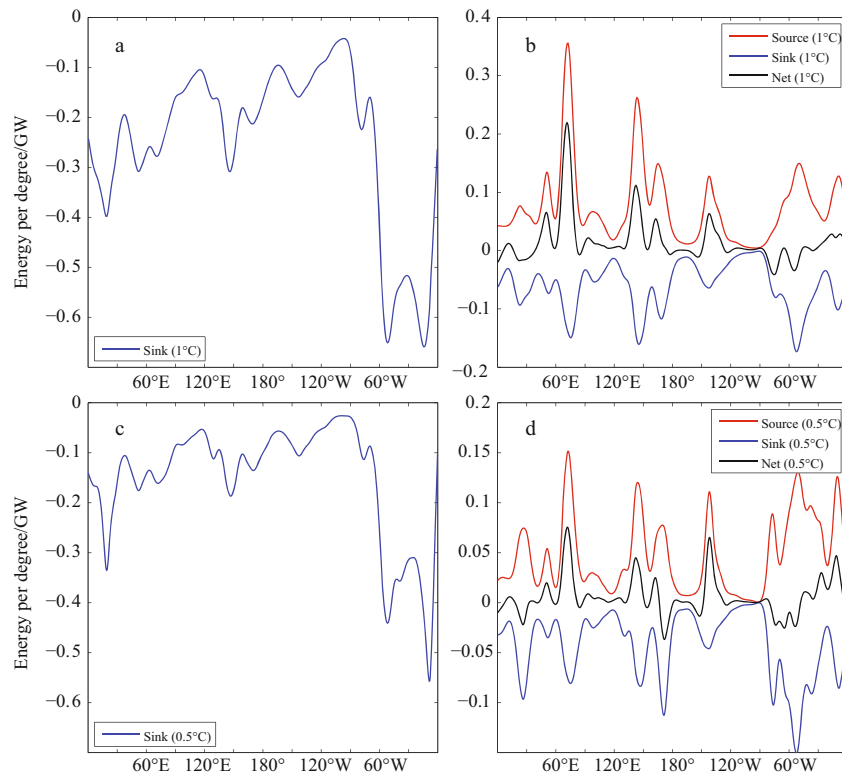 a
Energy per degree/GW
0
−0.1
−0.2
−0.3
−0.4
−0.5
−0.6
Sink (1°C)
60°E 120°E 180° 120°W 60°W
b
0.4
0.3
0.2
0.1
0
−0.1
−0.2
Source (1°C)
Sink (1°C)
Net (1°C)
60°E 120°E 180° 120°W 60°W
c
Energy per degree/GW
0
−0.1
−0.2
−0.3
−0.4
−0.5
−0.6
Sink (0.5°C)
60°E 120°E 180° 120°W 60°W
d
0.2
0.15
0.1
0.05
0
−0.05
−0.1
Source (0.5°C)
Sink (0.5°C)
Net (0.5°C)
60°E 120°E 180° 120°W 60°W